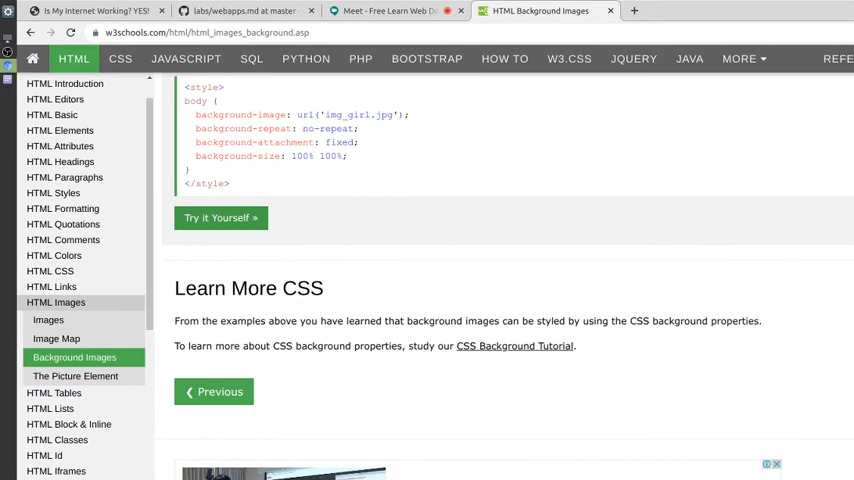 Is My Internet Working? YES!
labs/webapps.md at master
Meet - Free Learn Web D
HTML Background Images
w3schools.com/html/html_images_background.asp
HTML CSS JAVASCRIPT SQL PYTHON PHP BOOTSTRAP HOW TO W3.CSS JQUERY JAVA MORE REFE
HTML Introduction
HTML Editors
HTML Basic
HTML Elements
HTML Attributes
HTML Headings
HTML Paragraphs
HTML Styles
HTML Formatting
HTML Quotations
HTML Comments
HTML Colors
HTML CSS
HTML Links
HTML Images
Images
Image Map
Background Images
The Picture Element
HTML Tables
HTML Lists
HTML Block & Inline
HTML Classes
HTML Id
HTML Iframes
<style>
body {
background-image: url('img_girl.jpg');
background-repeat: no-repeat;
background-attachment: fixed;
background-size: 100% 100%;
}
</style>
Try it Yourself »
Learn More CSS
From the examples above you have learned that background images can be styled by using the CSS background properties.
To learn more about CSS background properties, study our CSS Background Tutorial.
❮ Previous